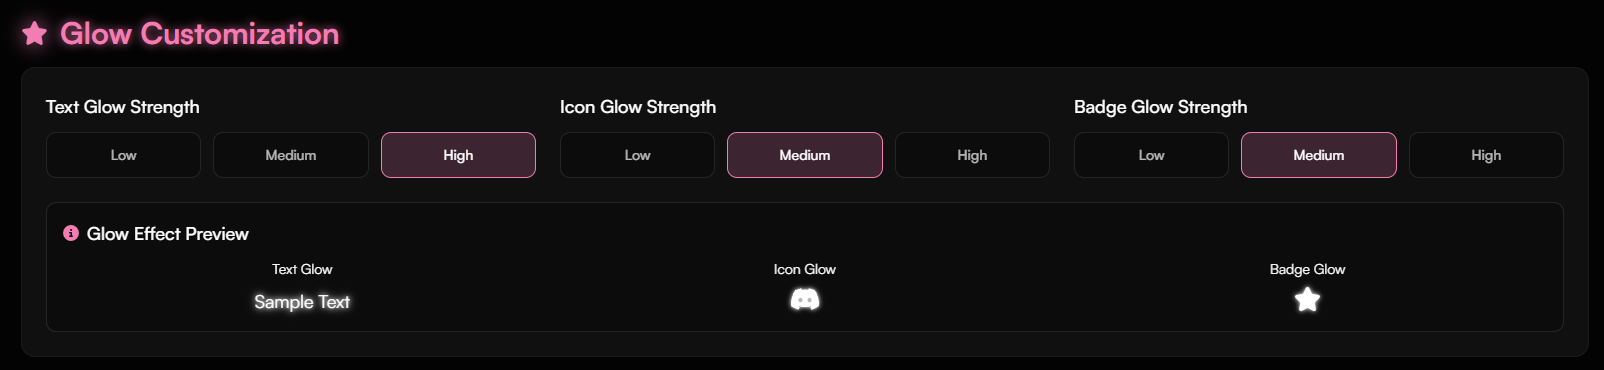 Glow Customization
Text Glow Strength
Low
Medium
High
Icon Glow Strength
Low
Medium
High
Badge Glow Strength
Low
Medium
High
Glow Effect Preview
Text Glow
Sample Text
Icon Glow
Badge Glow